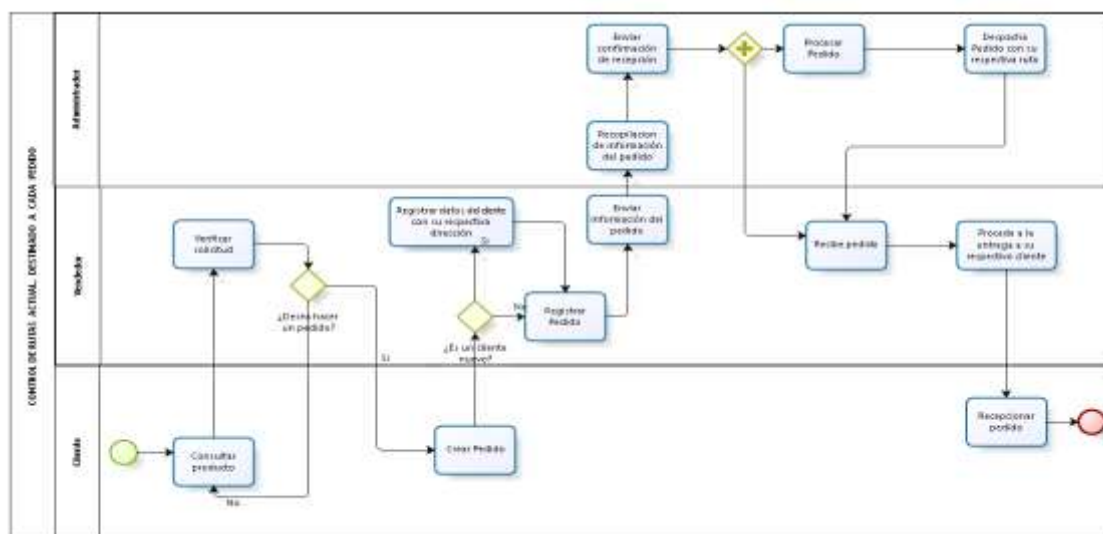 CONTROL DE RUTAS ACTUAL DESTINADO A CADA PEDIDO
Administrador
Enviar
confirmación
de recepción
Procesar
Pedido
Despacha
Pedido con su
respectiva ruta
Recopilacion
de información
del pedido
Vendedor
Verificar
solicitud
¿Desea hacer
un pedido?
Registrar datos del cliente
con su respectiva
dirección
Si
¿Es un cliente
nuevo?
No
Registrar
Pedido
Enviar
información del
pedido
Recibe pedido
Procede a la
entrega a su
respectivo cliente
Si
Cliente
Consultar
producto
No
Crear Pedido
Recepcionar
pedido